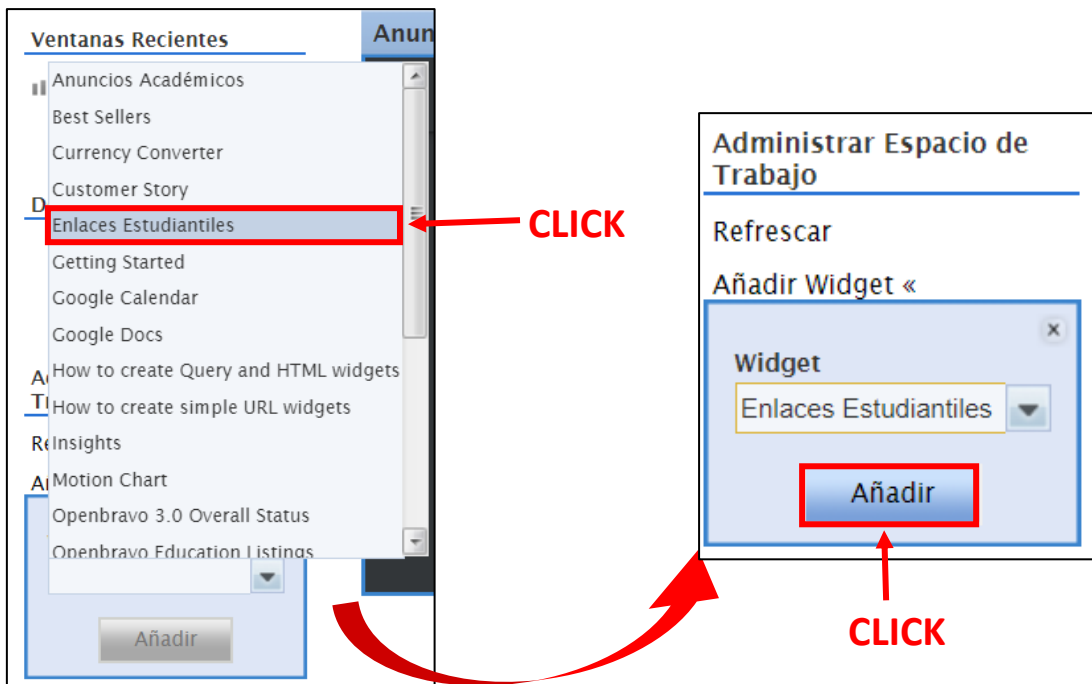 Ventanas Recientes
Anun
Anuncios Académicos
Best Sellers
Currency Converter
Customer Story
D
Enlaces Estudiantiles
CLICK
Getting Started
Google Calendar
Google Docs
How to create Query and HTML widgets
How to create simple URL widgets
Insights
Motion Chart
Openbravo 3.0 Overall Status
Openbravo Education Listings
Añadir
Administrar Espacio de
Trabajo
Refrescar
Añadir Widget «
Widget
Enlaces Estudiantiles
Añadir
CLICK